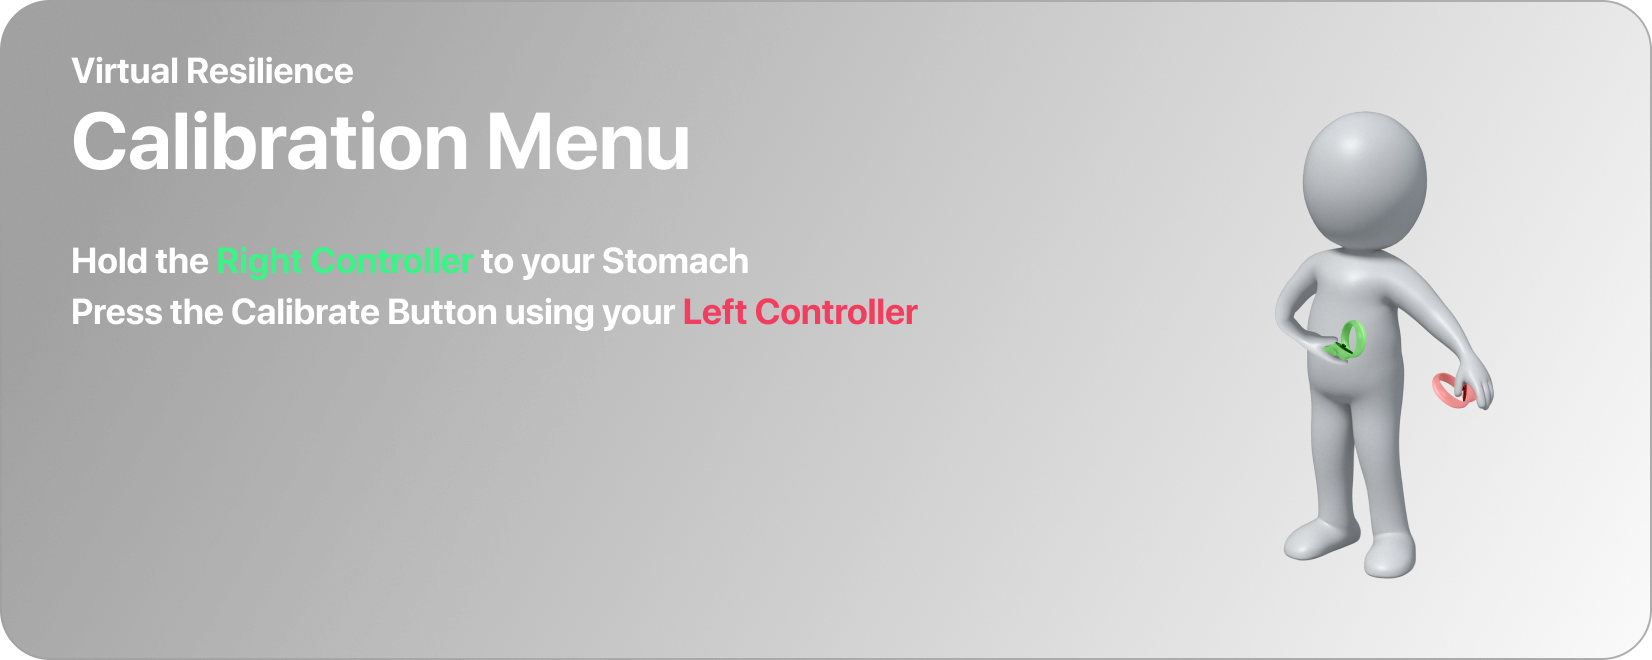 Virtual Resilience
Calibration Menu
Hold the Right Controller to your Stomach
Press the Calibrate Button using your Left Controller